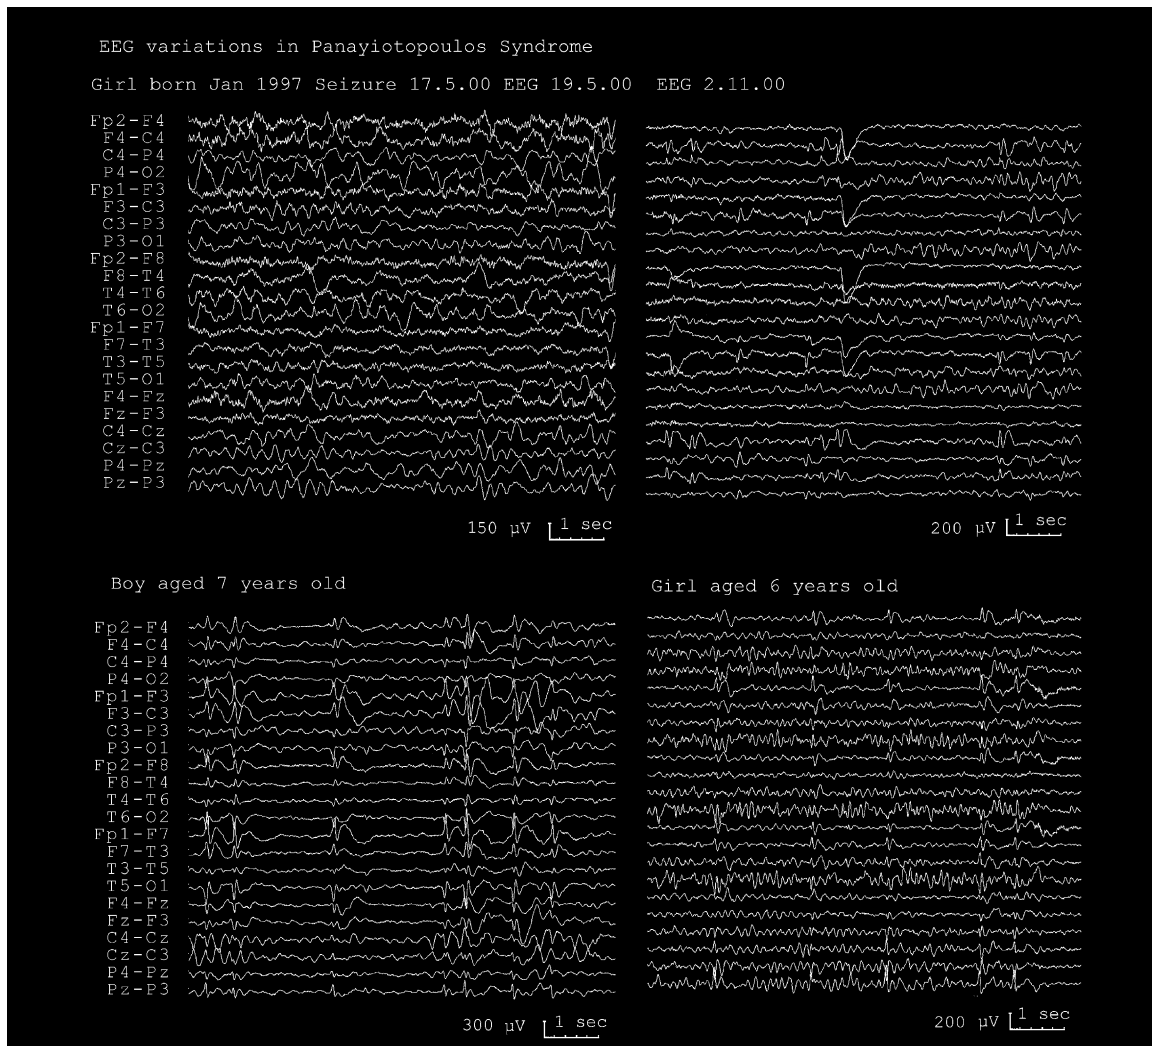 EEG variations in Panayiotopoulos Syndrome
Girl born Jan 1997 Seizure 17.5.00 EEG 19.5.00 EEG 2.11.00
Fp2-F4
F4-C4
C4-P4
P4-O2
Fp1-F3
F3-C3
C3-P3
P3-O1
Fp2-F8
F8-T4
T4-T6
T6-O2
Fp1-F7
F7-T3
T3-T5
T5-O1
F4-Fz
Fz-F3
C4-Cz
Cz-C3
P4-Pz
Pz-P3
150 µV 1 sec
200 µV 1 sec
Boy aged 7 years old
Girl aged 6 years old
Fp2-F4
F4-C4
C4-P4
P4-O2
Fp1-F3
F3-C3
C3-P3
P3-O1
Fp2-F8
F8-T4
T4-T6
T6-O2
Fp1-F7
F7-T3
T3-T5
T5-O1
F4-Fz
Fz-F3
C4-Cz
Cz-C3
P4-Pz
Pz-P3
300 µV 1 sec
200 µV 1 sec